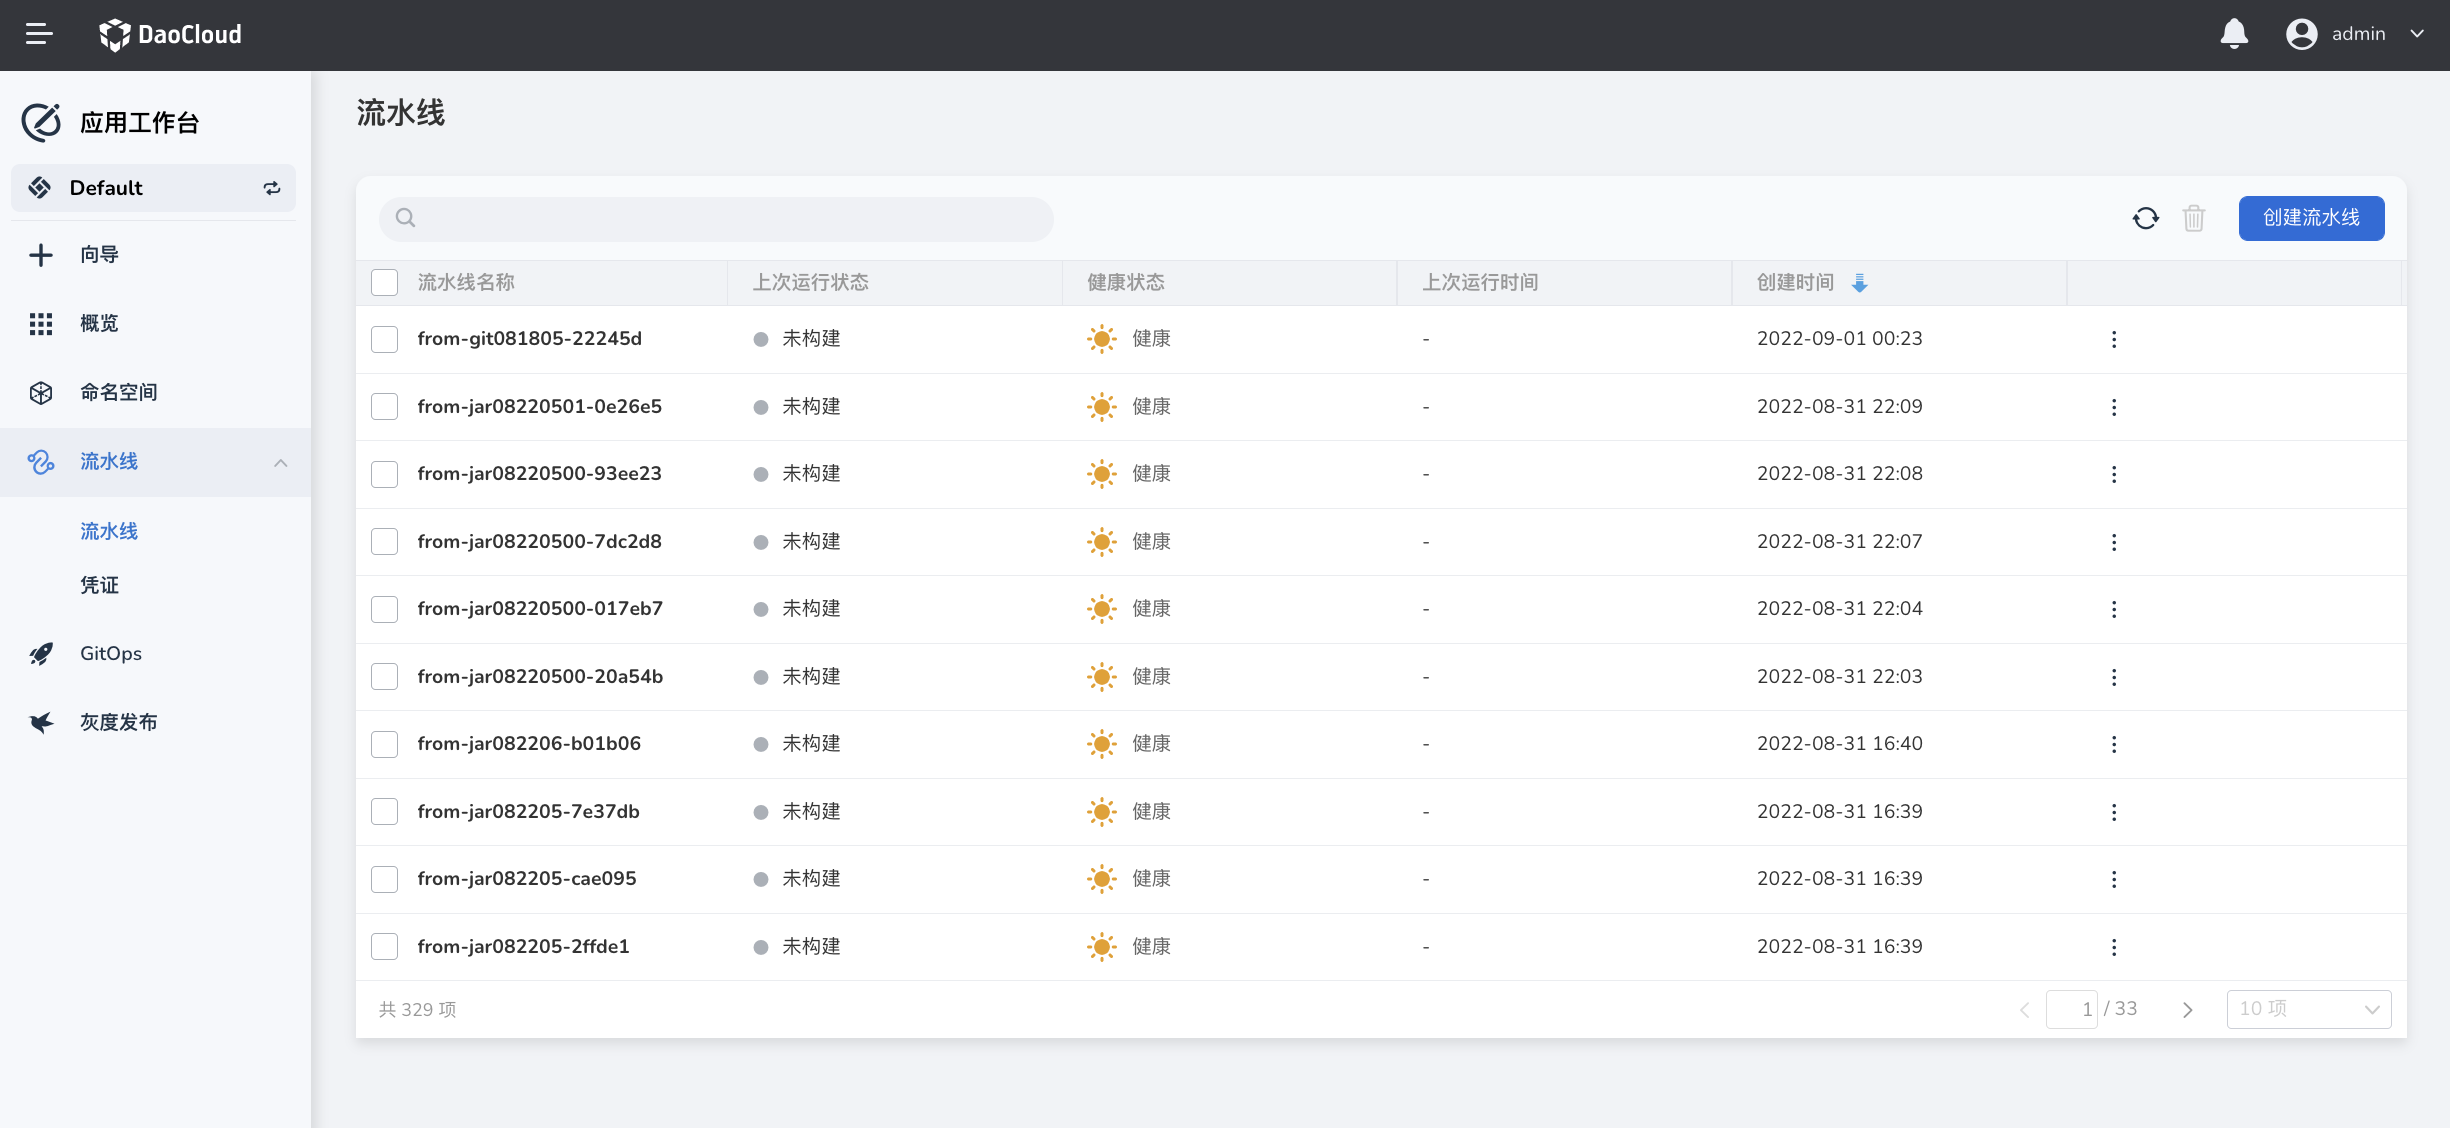 DaoCloud
admin
应用工作台
Default
向导
概览
命名空间
流水线
流水线
凭证
GitOps
灰度发布
流水线
创建流水线
流水线名称 上次运行状态 健康状态 上次运行时间 创建时间
from-git081805-22245d 未构建 健康 - 2022-09-01 00:23
from-jar08220501-0e26e5 未构建 健康 - 2022-08-31 22:09
from-jar08220500-93ee23 未构建 健康 - 2022-08-31 22:08
from-jar08220500-7dc2d8 未构建 健康 - 2022-08-31 22:07
from-jar08220500-017eb7 未构建 健康 - 2022-08-31 22:04
from-jar08220500-20a54b 未构建 健康 - 2022-08-31 22:03
from-jar082206-b01b06 未构建 健康 - 2022-08-31 16:40
from-jar082205-7e37db 未构建 健康 - 2022-08-31 16:39
from-jar082205-cae095 未构建 健康 - 2022-08-31 16:39
from-jar082205-2ffde1 未构建 健康 - 2022-08-31 16:39
共 329 项 1 / 33 10 项